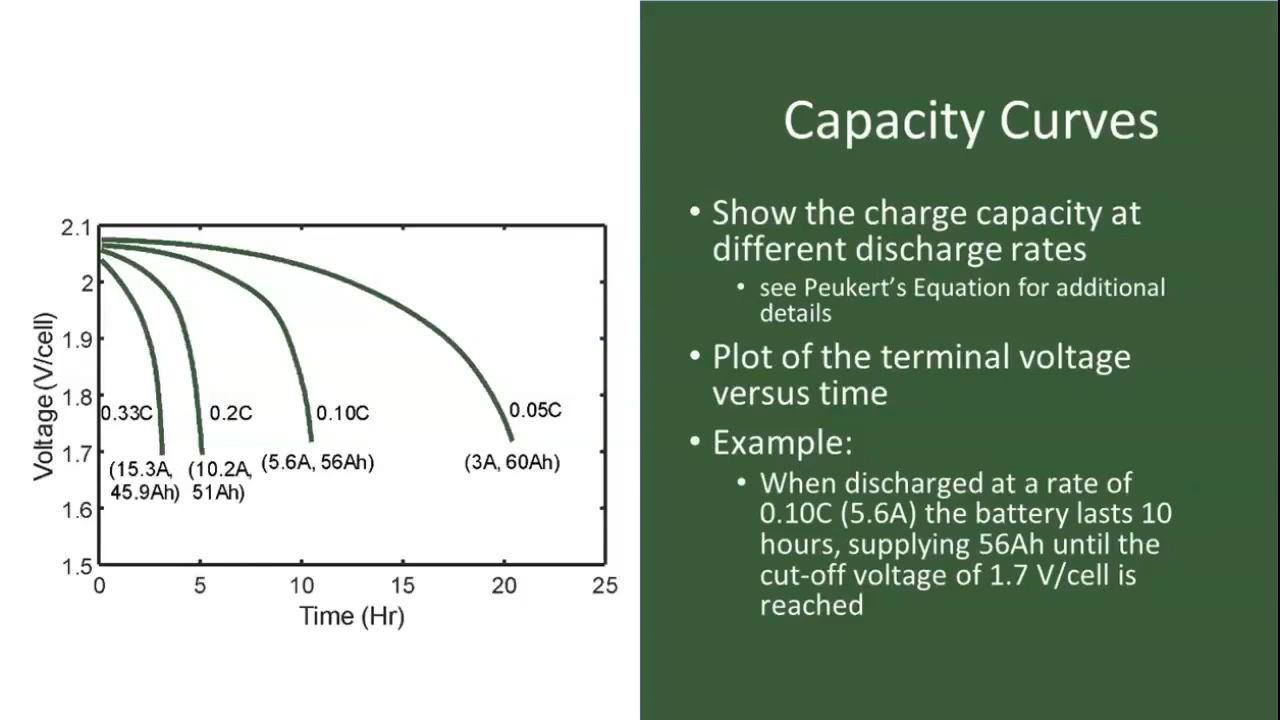 Capacity Curves
• Show the charge capacity at
different discharge rates
• see Peukert's Equation for additional
details
• Plot of the terminal voltage
versus time
• Example:
• When discharged at a rate of
0.10C (5.6A) the battery lasts 10
hours, supplying 56Ah until the
cut-off voltage of 1.7 V/cell is
reached
Voltage (V/cell)
2.1
2
1.9
1.8
1.7
1.6
1.5
0.33C
0.2C
0.10C
0.05C
(15.3A,
45.9Ah)
(10.2A,
51Ah)
(5.6A, 56Ah)
(3A, 60Ah)
0 5 10 15 20 25
Time (Hr)